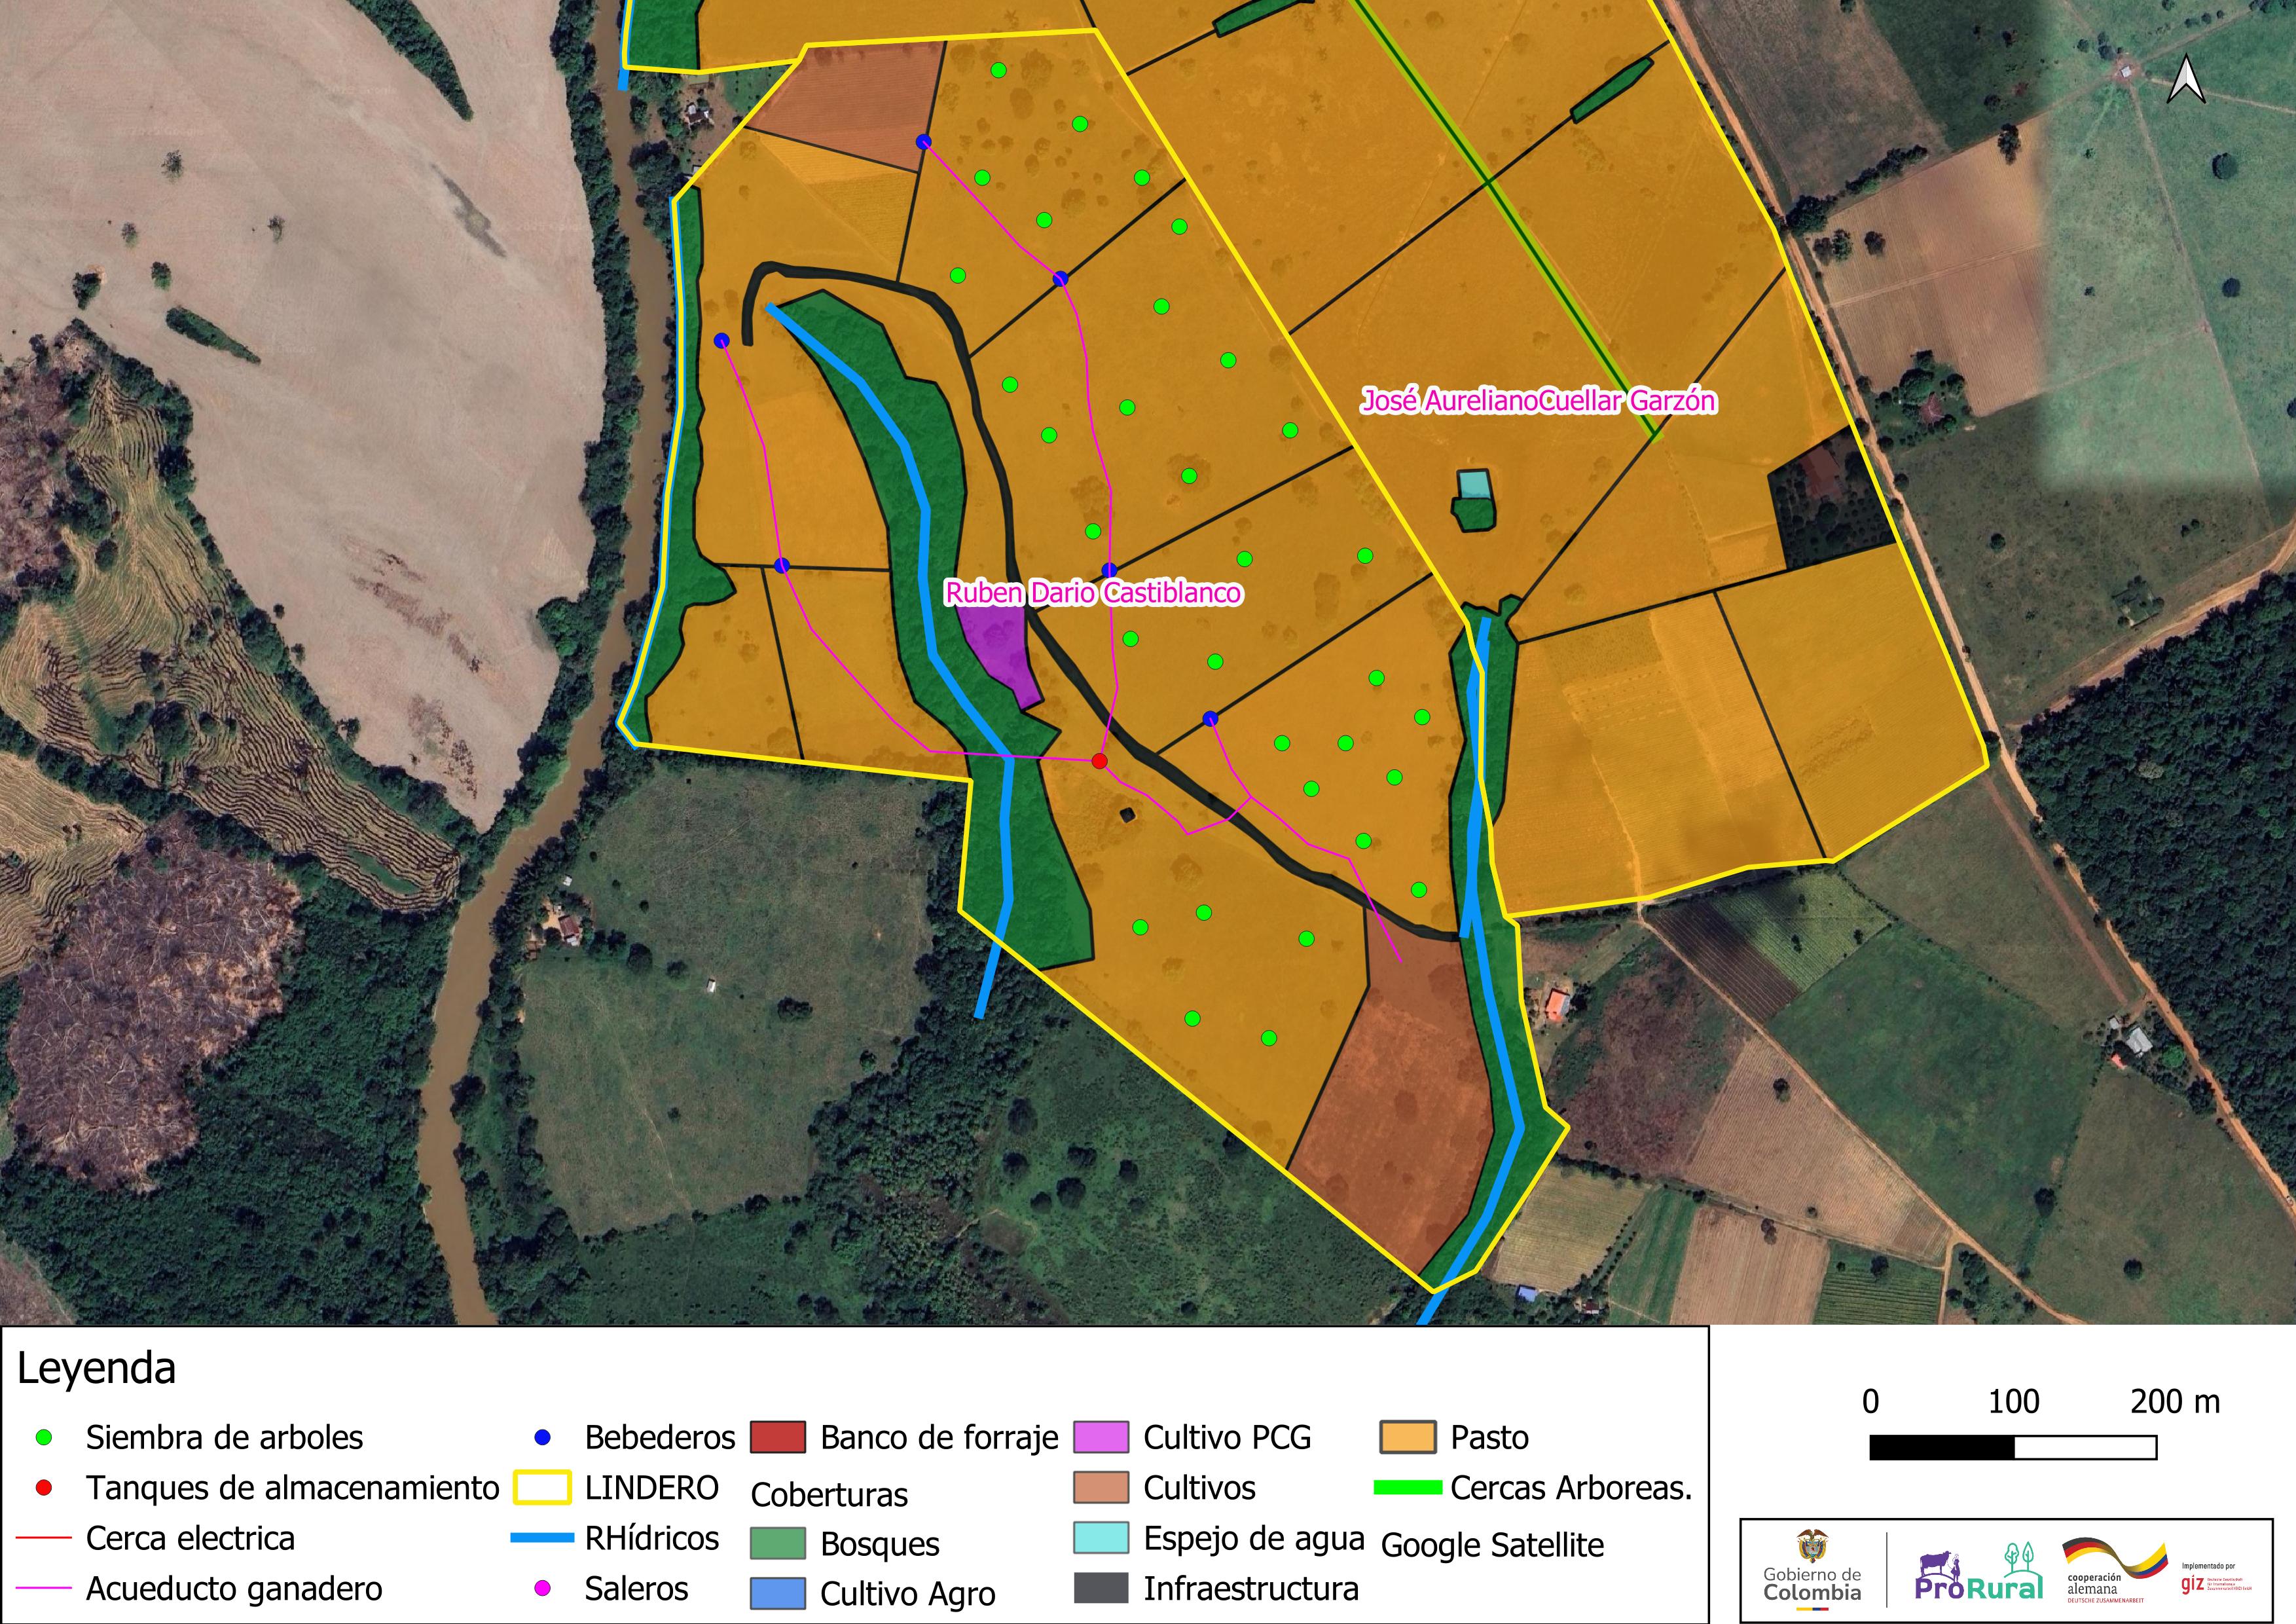 José AurelianoCuellar Garzón
Ruben Dario Castiblanco
Leyenda
Siembra de arboles
Tanques de almacenamiento
Cerca electrica
Acueducto ganadero
Bebederos
LINDERO
RHídricos
Saleros
Banco de forraje
Coberturas
Bosques
Cultivo Agro
Cultivo PCG
Cultivos
Espejo de agua
Infraestructura
Pasto
Cercas Arboreas.
Google Satellite
0 100 200 m
Gobierno de
Colombia
ProRural
cooperación
alemana
DEUTSCHE ZUSAMMENARBEIT
Implementado por
giz